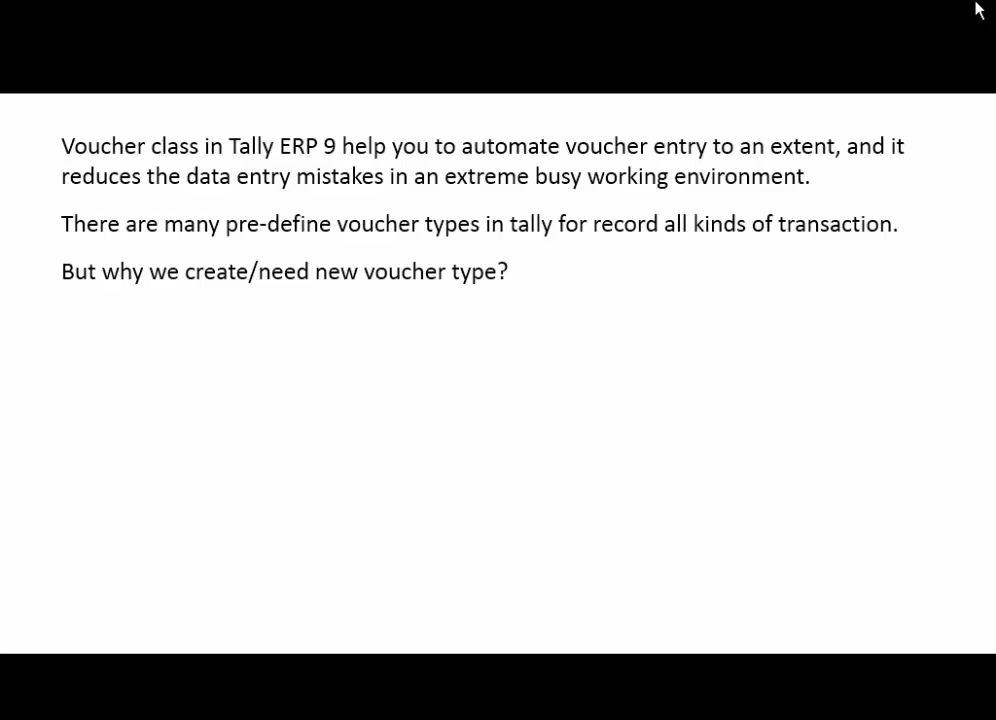 Voucher class in Tally ERP 9 help you to automate voucher entry to an extent, and it
reduces the data entry mistakes in an extreme busy working environment.
There are many pre-define voucher types in tally for record all kinds of transaction.
But why we create/need new voucher type?